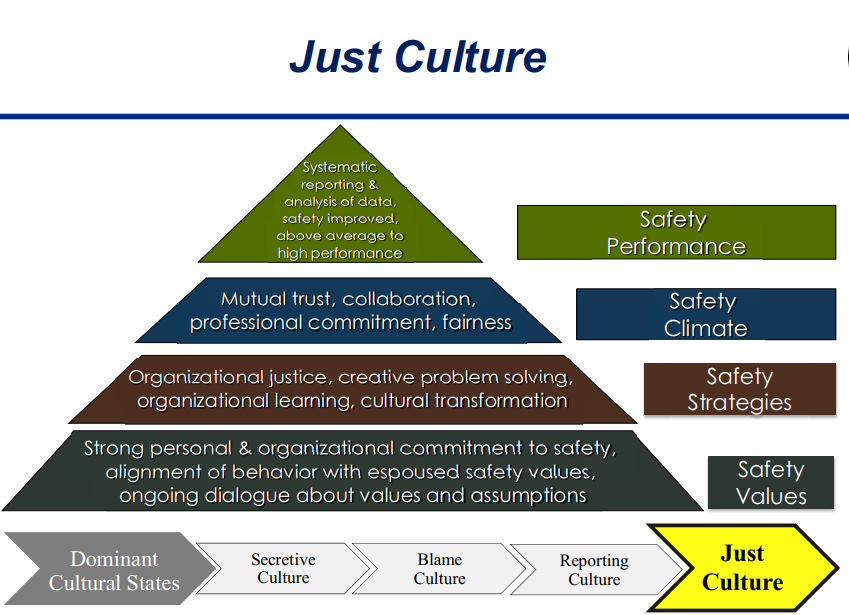 Just Culture
Systematic
reporting &
analysis of data,
safety improved,
above average to
high performance
Safety
Performance
Mutual trust, collaboration,
professional commitment, fairness
Safety
Climate
Organizational justice, creative problem solving,
organizational learning, cultural transformation
Safety
Strategies
Strong personal & organizational commitment to safety,
alignment of behavior with espoused safety values,
ongoing dialogue about values and assumptions
Safety
Values
Dominant
Cultural States
Secretive
Culture
Blame
Culture
Reporting
Culture
Just
Culture